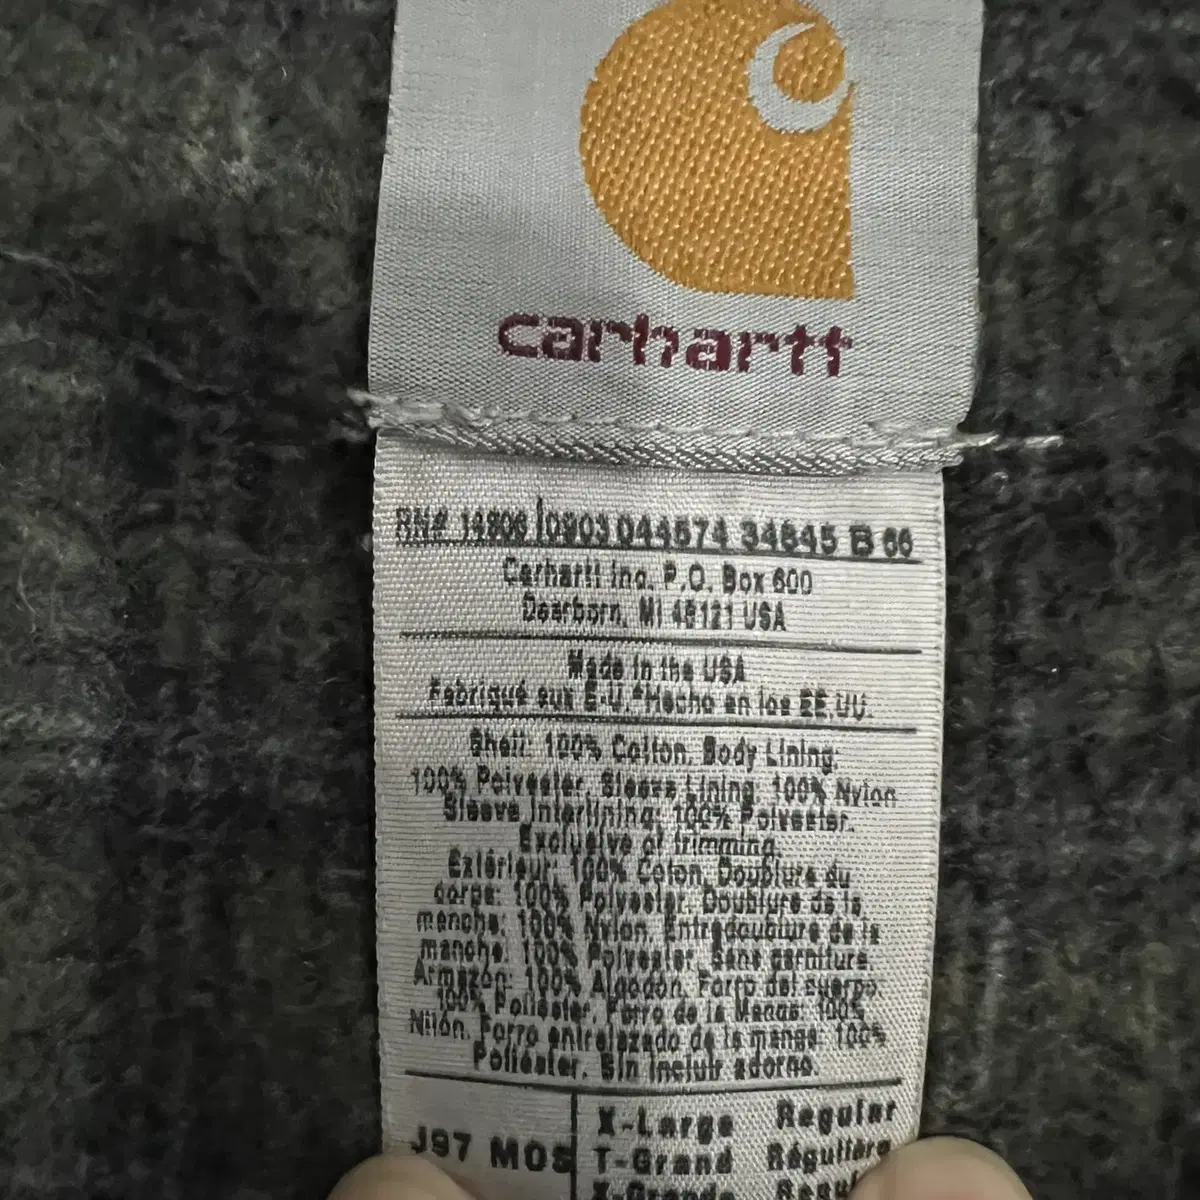 carhartt
RN# 14806 0903 044574 34845 B 66
Carhartt Inc. P.O. Box 600
Dearborn, MI 48121 USA
Made in the USA
Fabriqué aux E-U.*Hecho en los EE.UU.
Shell: 100% Cotton, Body Lining:
100% Polyester, Sleeve Lining, 100% Nylon
Sleeve Interlining: 100% Polyester.
Exclusive of trimming
Extérieur: 100% Coton, Doublure du
corps: 100% Polyester, Doublure de la
manche: 100% Nylon, Entredoublure de la
manche: 100% Polyester, sans garniture.
Armazón: 100% Algodón, Forro del cuerpo:
100% Poliéster, Forro de la Manga: 100%
Nilón, Forro entrelazado de la manga: 100%
Poliéster. Sin incluir adorno.
J97 MOS X-Large Regular
T-Grand Régulière
X-Grande